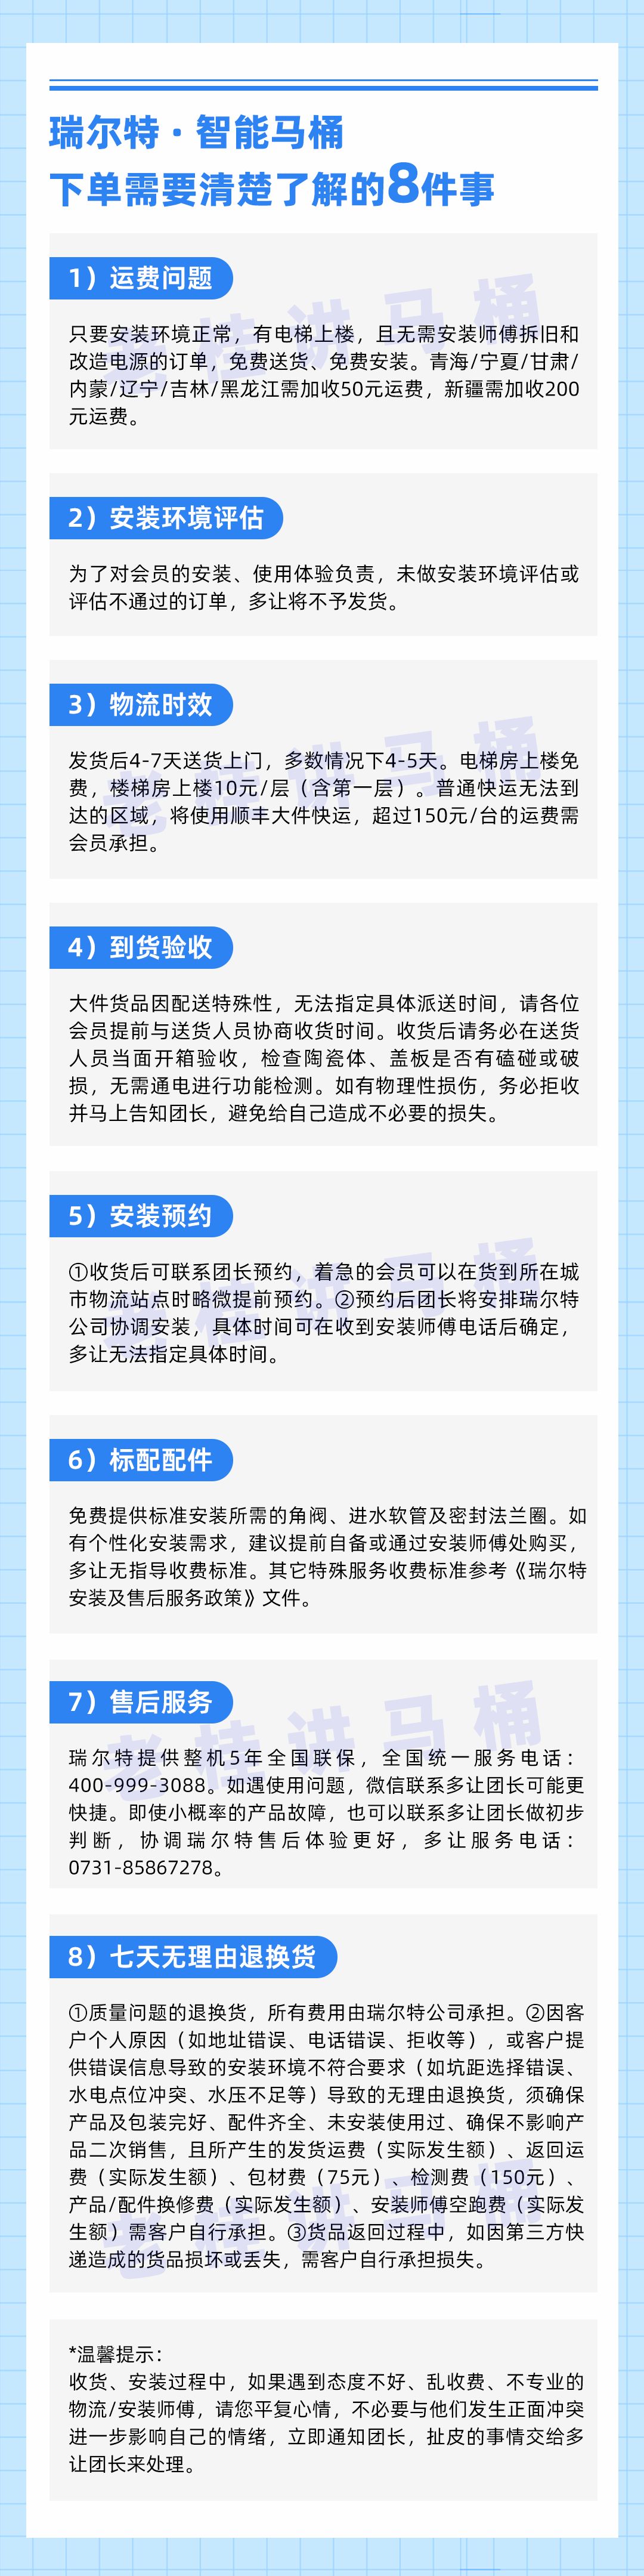 瑞尔特·智能马桶
下单需要清楚了解的8件事
1）运费问题
只要安装环境正常，有电梯上楼，且无需安装师傅拆旧和
改造电源的订单，免费送货、免费安装。青海/宁夏/甘肃/
内蒙/辽宁/吉林/黑龙江需加收50元运费，新疆需加收200
元运费。
老桂讲马桶
2）安装环境评估
为了对会员的安装、使用体验负责，未做安装环境评估或
评估不通过的订单，多让将不予发货。
3）物流时效
发货后4-7天送货上门，多数情况下4-5天。电梯房上楼免
费，楼梯房上楼10元/层（含第一层）。普通快运无法到
达的区域，将使用顺丰大件快运，超过150元/台的运费需
会员承担。
老桂讲马桶
4）到货验收
大件货品因配送特殊性，无法指定具体派送时间，请各位
会员提前与送货人员协商收货时间。收货后请务必在送货
人员当面开箱验收，检查陶瓷体、盖板是否有磕碰或破
损，无需通电进行功能检测。如有物理性损伤，务必拒收
并马上告知团长，避免给自己造成不必要的损失。
5）安装预约
①收货后可联系团长预约，着急的会员可以在货到所在城
市物流站点时略微提前预约。②预约后团长将安排瑞尔特
公司协调安装，具体时间可在收到安装师傅电话后确定，
多让无法指定具体时间。
老桂讲马桶
6）标配配件
免费提供标准安装所需的角阀、进水软管及密封法兰圈。如
有个性化安装需求，建议提前自备或通过安装师傅处购买，
多让无指导收费标准。其它特殊服务收费标准参考《瑞尔特
安装及售后服务政策》文件。
7）售后服务
瑞尔特提供整机5年全国联保，全国统一服务电话：
400-999-3088。如遇使用问题，微信联系多让团长可能更
快捷。即使小概率的产品故障，也可以联系多让团长做初步
判断，协调瑞尔特售后体验更好，多让服务电话：
0731-85867278。
老桂讲马桶
8）七天无理由退换货
①质量问题的退换货，所有费用由瑞尔特公司承担。②因客
户个人原因（如地址错误、电话错误、拒收等），或客户提
供错误信息导致的安装环境不符合要求（如坑距选择错误、
水电点位冲突、水压不足等）导致的无理由退换货，须确保
产品及包装完好、配件齐全、未安装使用过、确保不影响产
品二次销售，且所产生的发货运费（实际发生额）、返回运
费（实际发生额）、包材费（75元）、检测费（150元）、
产品/配件换修费（实际发生额）、安装师傅空跑费（实际发
生额）需客户自行承担。③货品返回过程中，如因第三方快
递造成的货品损坏或丢失，需客户自行承担损失。
老桂讲马桶
*温馨提示：
收货、安装过程中，如果遇到态度不好、乱收费、不专业的
物流/安装师傅，请您平复心情，不必要与他们发生正面冲突
进一步影响自己的情绪，立即通知团长，扯皮的事情交给多
让团长来处理。